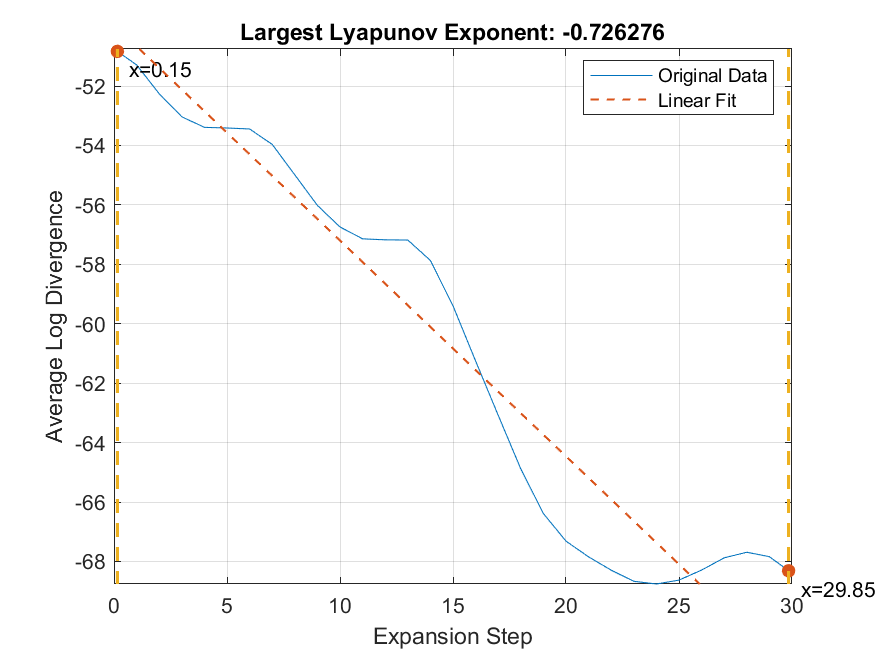 Largest Lyapunov Exponent: -0.726276
x=0.15
Original Data
Linear Fit
-52
-54
-56
-58
-60
-62
-64
-66
-68
Average Log Divergence
x=29.85
0 5 10 15 20 25 30
Expansion Step